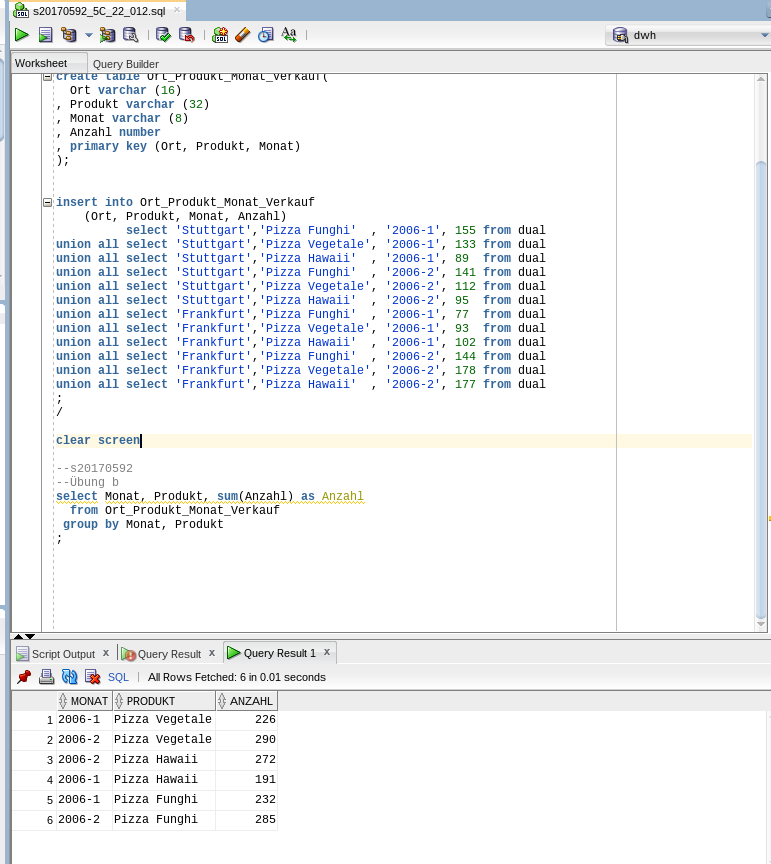 s20170592_5C_22_012.sql
dwh
Worksheet Query Builder
create table Ort_Produkt_Monat_Verkauf(
Ort varchar (16)
, Produkt varchar (32)
, Monat varchar (8)
, Anzahl number
, primary key (Ort, Produkt, Monat)
);
insert into Ort_Produkt_Monat_Verkauf
(Ort, Produkt, Monat, Anzahl)
select 'Stuttgart','Pizza Funghi' , '2006-1', 155 from dual
union all select 'Stuttgart','Pizza Vegetale', '2006-1', 133 from dual
union all select 'Stuttgart','Pizza Hawaii' , '2006-1', 89 from dual
union all select 'Stuttgart','Pizza Funghi' , '2006-2', 141 from dual
union all select 'Stuttgart','Pizza Vegetale', '2006-2', 112 from dual
union all select 'Stuttgart','Pizza Hawaii' , '2006-2', 95 from dual
union all select 'Frankfurt','Pizza Funghi' , '2006-1', 77 from dual
union all select 'Frankfurt','Pizza Vegetale', '2006-1', 93 from dual
union all select 'Frankfurt','Pizza Hawaii' , '2006-1', 102 from dual
union all select 'Frankfurt','Pizza Funghi' , '2006-2', 144 from dual
union all select 'Frankfurt','Pizza Vegetale', '2006-2', 178 from dual
union all select 'Frankfurt','Pizza Hawaii' , '2006-2', 177 from dual
;
/
clear screen
--s20170592
--Übung b
select Monat, Produkt, sum(Anzahl) as Anzahl
from Ort_Produkt_Monat_Verkauf
group by Monat, Produkt
;
Script Output x Query Result x Query Result 1 x
SQL All Rows Fetched: 6 in 0.01 seconds
MONAT PRODUKT ANZAHL
1 2006-1 Pizza Vegetale 226
2 2006-2 Pizza Vegetale 290
3 2006-2 Pizza Hawaii 272
4 2006-1 Pizza Hawaii 191
5 2006-1 Pizza Funghi 232
6 2006-2 Pizza Funghi 285